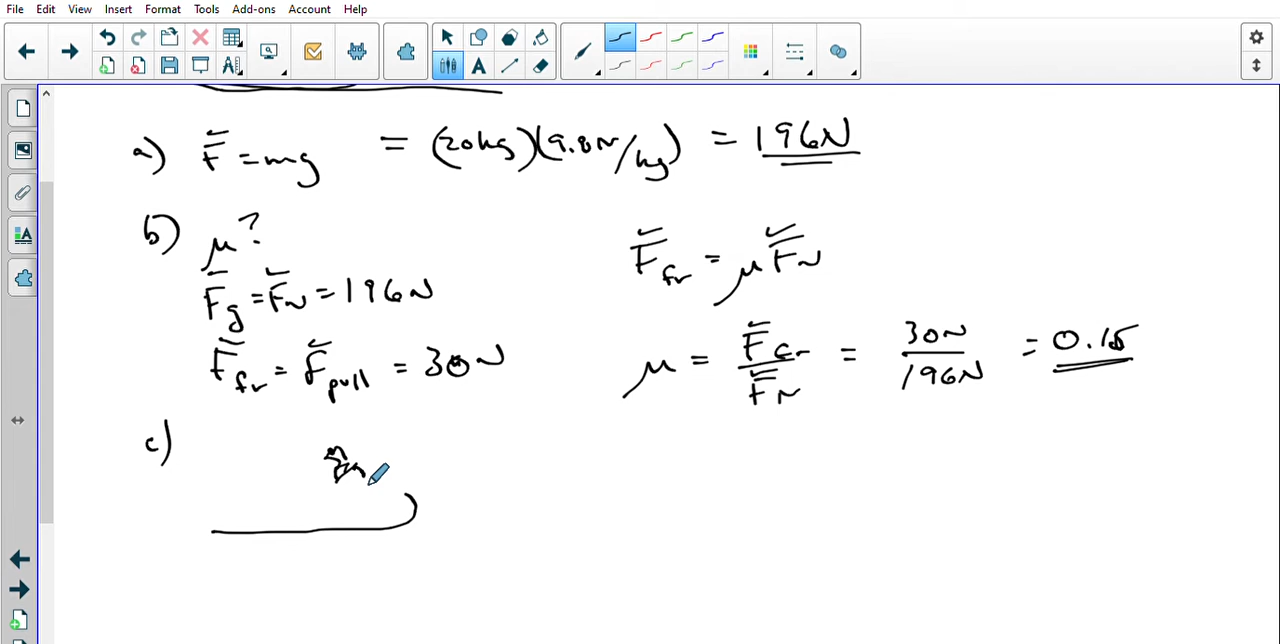 File Edit View Insert Format Tools Add-ons Account Help
a) F = mg = (20kg)(9.8N/kg) = 196N
b) μ?
Fg = FN = 196N
Ffr = Fpull = 30N
Ffr = μFN
μ = Ffr/FN = 30N/196N = 0.15
c)